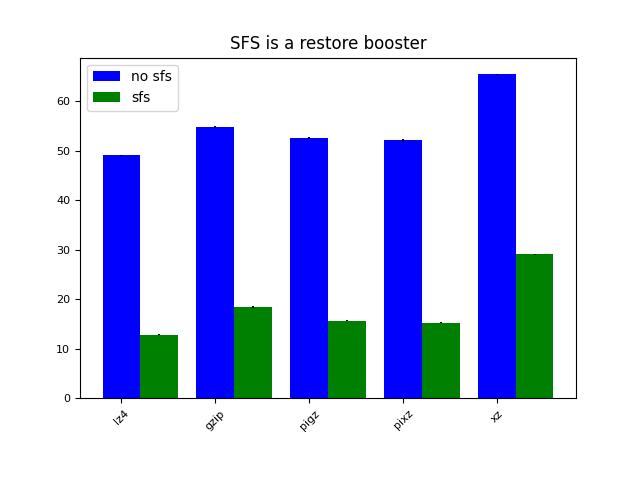 SFS is a restore booster
no sfs
sfs
60
50
40
30
20
10
0
lz4
gzip
pigz
pixz
xz